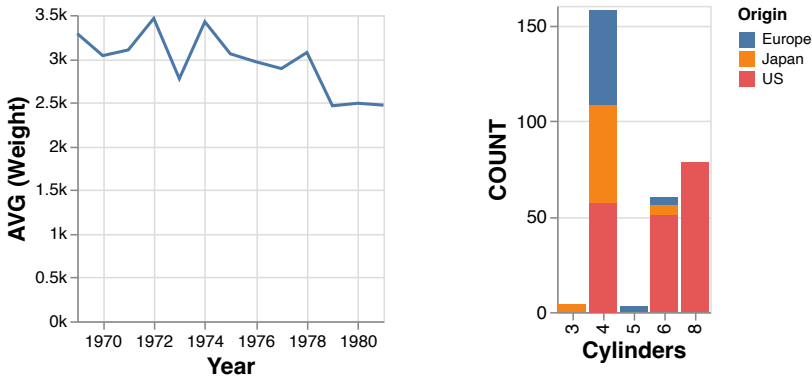 3.5k
3k
2.5k
2k
1.5k
1k
0.5k
0k
AVG (Weight)
1970 1972 1974 1976 1978 1980
Year
150
100
50
0
COUNT
3 4 5 6 8
Cylinders
Origin
Europe
Japan
US